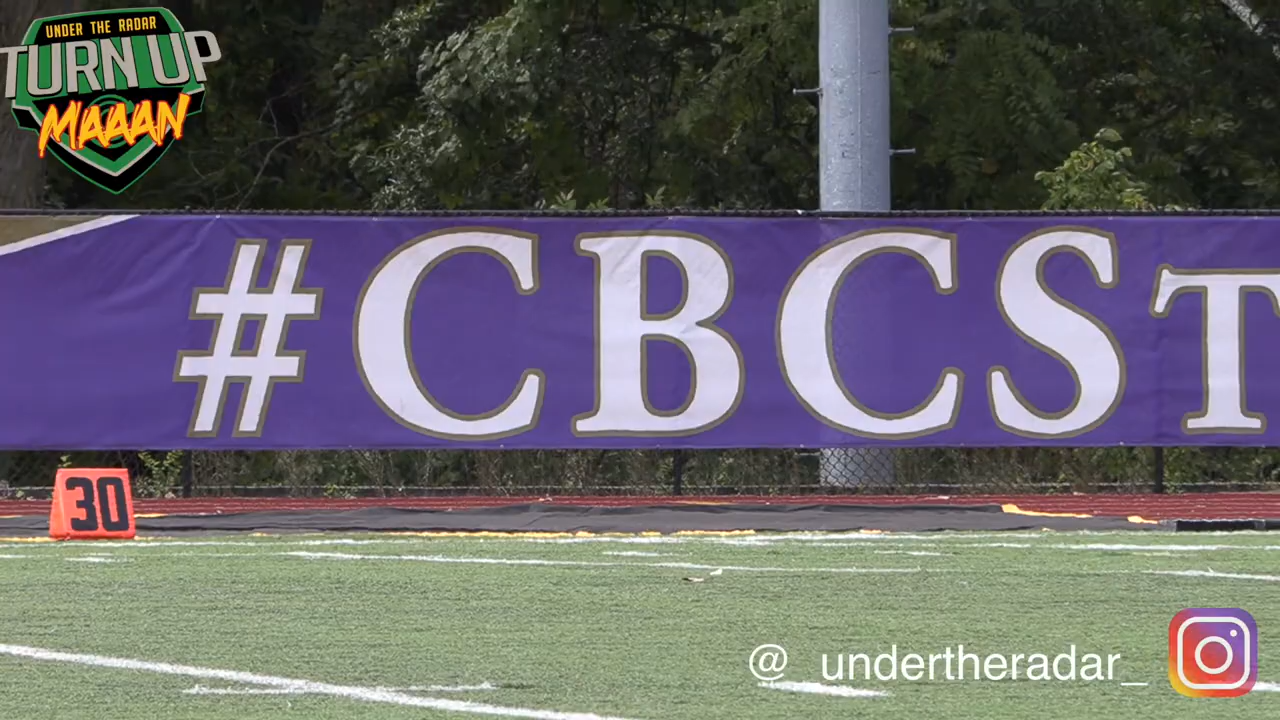 UNDER THE RADAR
TURN UP
MAAAN
#CBCST
30
@_undertheradar_